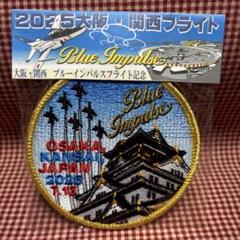 2025大阪 関西フライト
Blue Impulse
大阪・関西 ブルーインパルスフライト記念
Blue
Impulse
OSAKA
KANSAI
JAPAN
2025
7.12